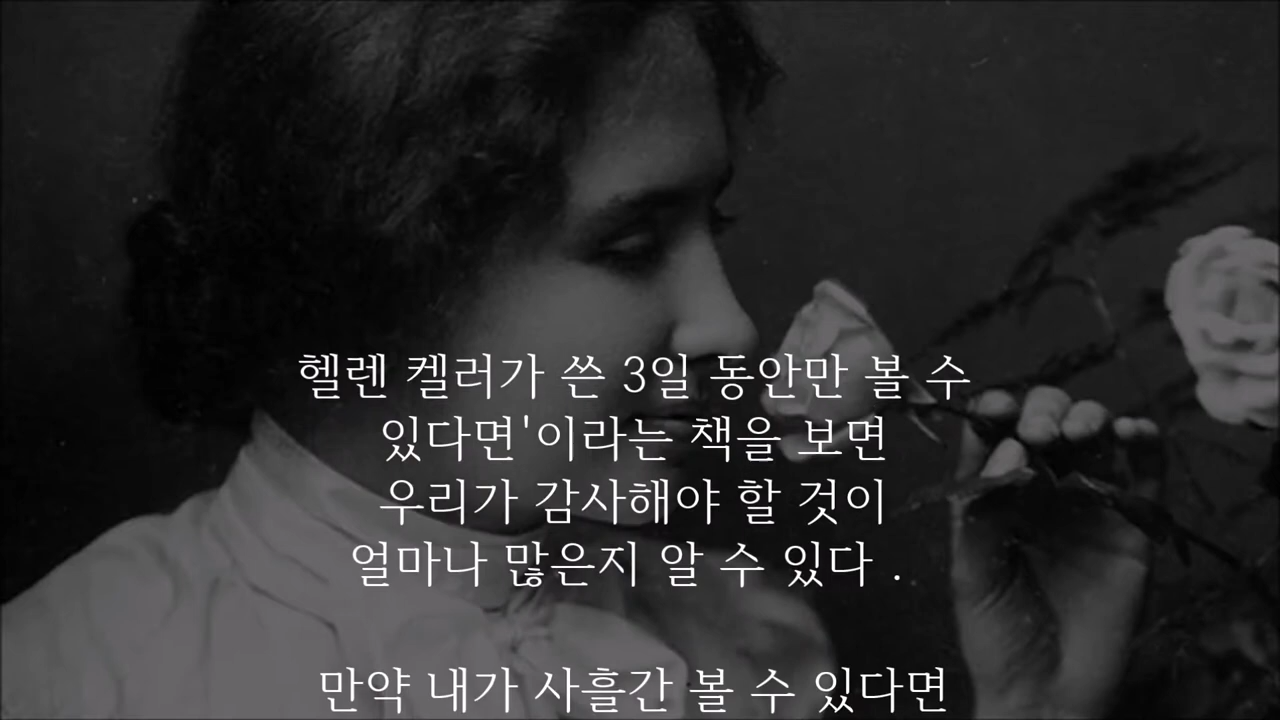 헬렌 켈러가 쓴 3일 동안만 볼 수
있다면'이라는 책을 보면
우리가 감사해야 할 것이
얼마나 많은지 알 수 있다 .
만약 내가 사흘간 볼 수 있다면